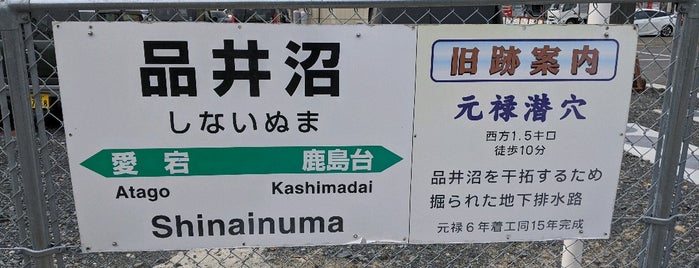 品井沼
しないぬま
愛宕 鹿島台
Atago Kashimadai
Shinainuma
旧跡案内
元禄潜穴
西方1.5キロ
徒歩10分
品井沼を干拓するため
掘られた地下排水路
元禄6年着工同15年完成